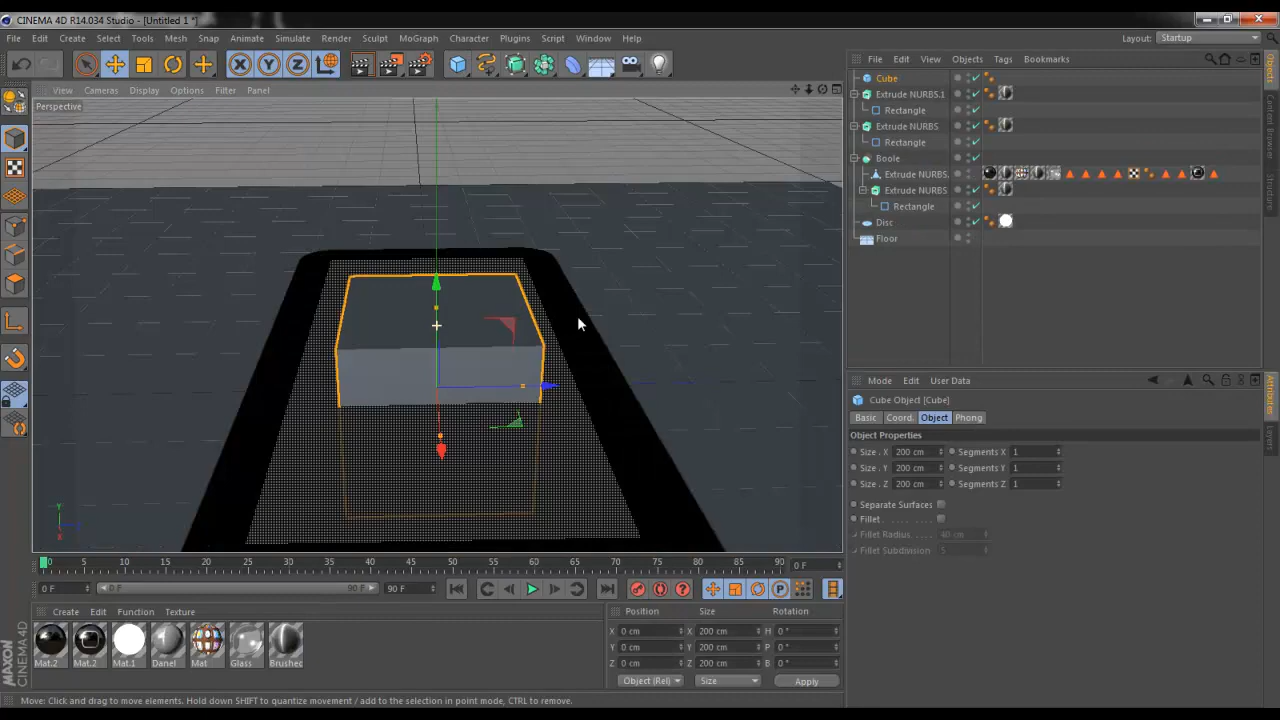 CINEMA 4D R14.034 Studio - [Untitled 1 *]
File Edit Create Select Tools Mesh Snap Animate Simulate Render Sculpt MoGraph Character Plugins Script Window Help Layout: Startup
X Y Z
View Cameras Display Options Filter Panel
Perspective
Y
X
0 5 10 15 20 25 30 35 40 45 50 55 60 65 70 75 80 85 90 0 F
0 F 0 F 90 F 90 F P
Create Edit Function Texture
Mat.2 Mat.2 Mat.1 Danel Mat Glass Brushec
MAXON
CINEMA 4D
Position Size Rotation
X 0 cm X 200 cm H 0 °
Y 0 cm Y 200 cm P 0 °
Z 0 cm Z 200 cm B 0 °
Object (Rel) Size Apply
Move: Click and drag to move elements. Hold down SHIFT to quantize movement / add to the selection in point mode, CTRL to remove.
File Edit View Objects Tags Bookmarks
Cube
Extrude NURBS.1
Rectangle
Extrude NURBS
Rectangle
Boole
Extrude NURBS.
Extrude NURBS
Rectangle
Disc
Floor
Objects
Content Browser
Structure
Mode Edit User Data
Cube Object [Cube]
Basic Coord. Object Phong
Object Properties
Size . X 200 cm Segments X 1
Size . Y 200 cm Segments Y 1
Size . Z 200 cm Segments Z 1
Separate Surfaces
Fillet . . . . . . .
Fillet Radius. . . . . 40 cm
Fillet Subdivision 5
Attributes
Layers